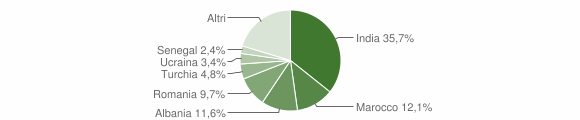 Altri
India 35,7%
Senegal 2,4%
Ucraina 3,4%
Turchia 4,8%
Romania 9,7%
Marocco 12,1%
Albania 11,6%